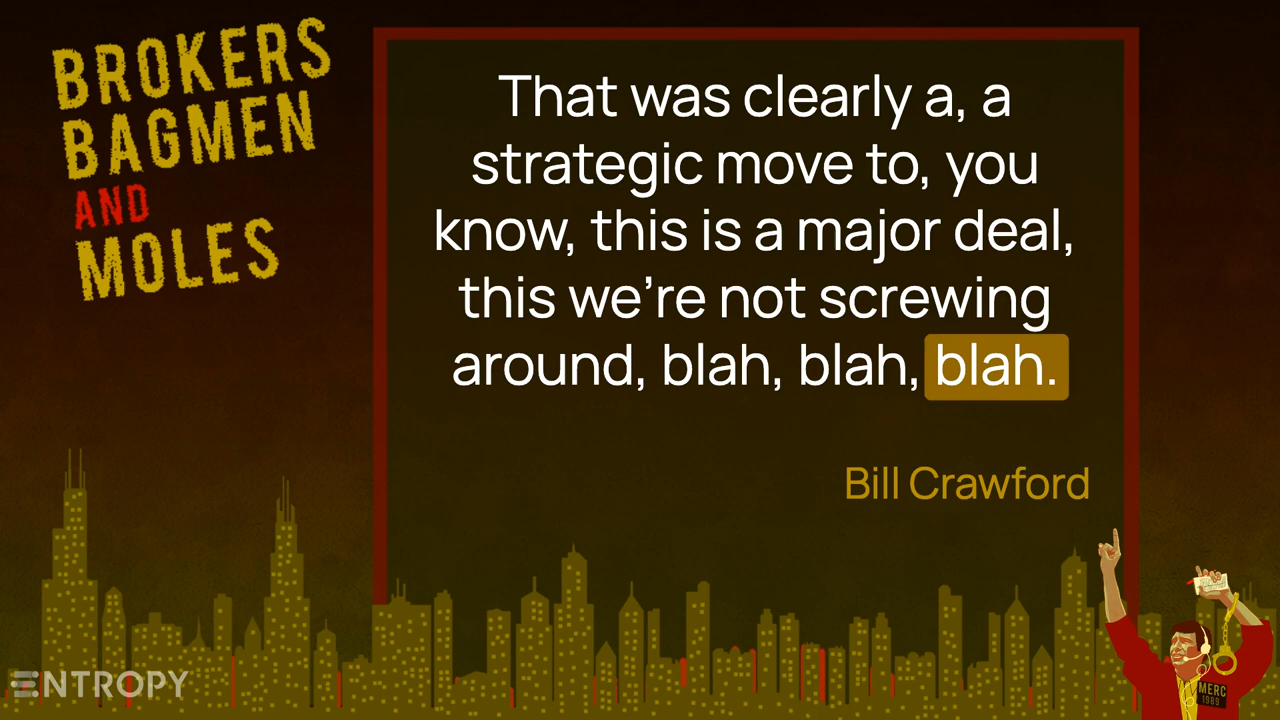 BROKERS
BAGMEN
AND
MOLES
That was clearly a, a
strategic move to, you
know, this is a major deal,
this we're not screwing
around, blah, blah, blah.
Bill Crawford
ENTROPY
MERC
1989